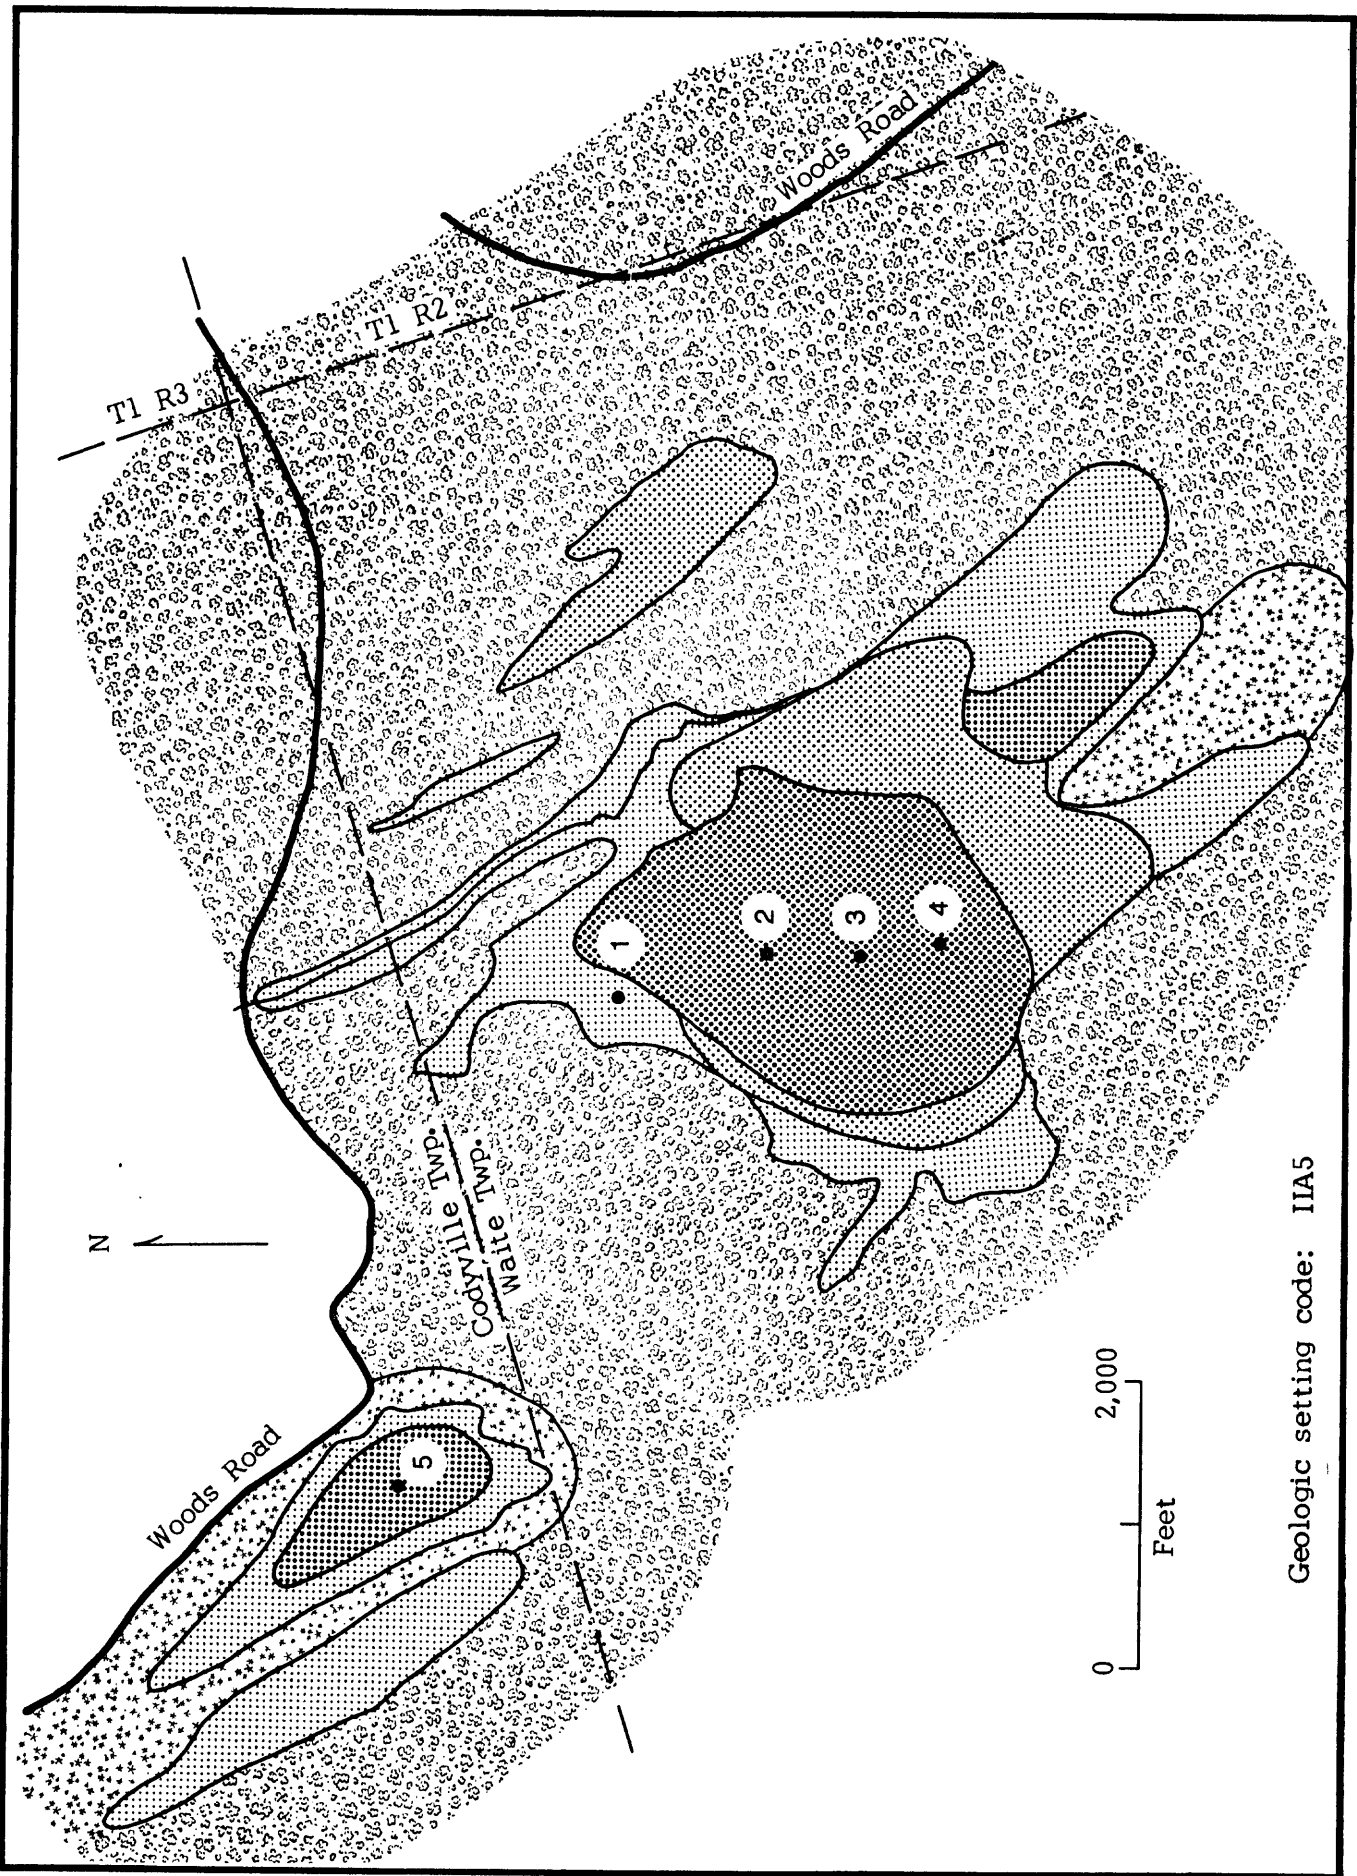 T1 R3
T1 R2
Woods Road
N
Codyville Twp.
Waite Twp.
Woods Road
1
2
3
4
5
0
2,000
Feet
Geologic setting code: IIA5